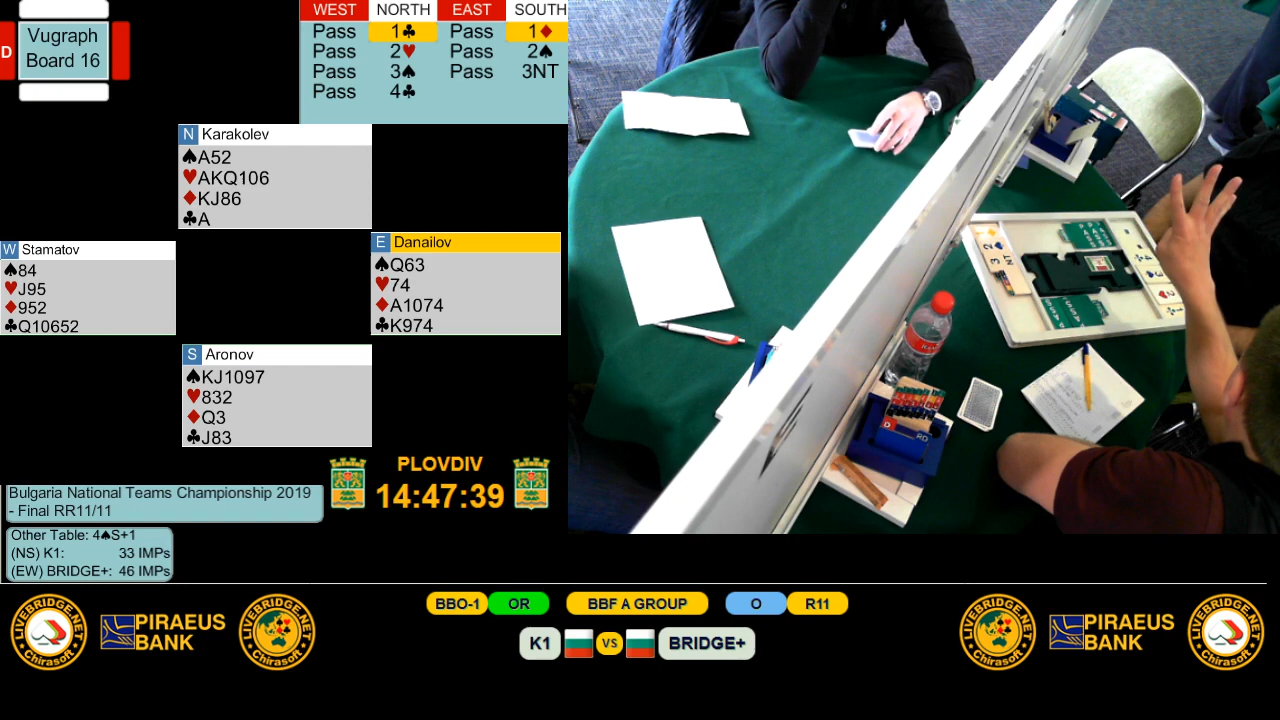 D
Vugraph
Board 16
WEST NORTH EAST SOUTH
Pass 1♣ Pass 1♦
Pass 2♥ Pass 2♠
Pass 3♠ Pass 3NT
Pass 4♣
N Karakolev
♠A52
♥AKQ106
♦KJ86
♣A
W Stamatov
♠84
♥J95
♦952
♣Q10652
E Danailov
♠Q63
♥74
♦A1074
♣K974
S Aronov
♠KJ1097
♥832
♦Q3
♣J83
PLOVDIV
14:47:39
Bulgaria National Teams Championship 2019
- Final RR11/11
Other Table: 4♠S+1
(NS) K1: 33 IMPs
(EW) BRIDGE+: 46 IMPs
LIVEBRIDGE.NET
Chirasoft
PIRAEUS
BANK
LIVEBRIDGE.NET
Chirasoft
BBO-1 OR BBF A GROUP O R11
K1 VS BRIDGE+
LIVEBRIDGE.NET
Chirasoft
PIRAEUS
BANK
LIVEBRIDGE.NET
Chirasoft